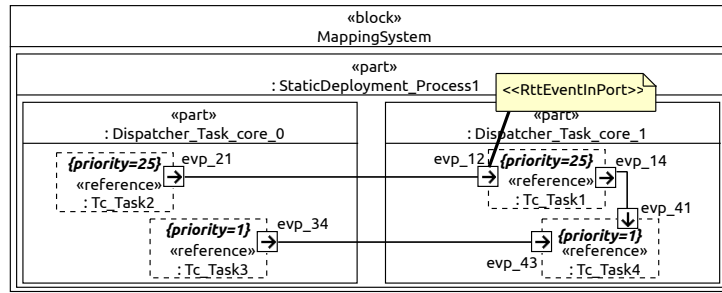 «block»
MappingSystem
«part»
: StaticDeployment_Process1
<<RttEventInPort>>
«part»
: Dispatcher_Task_core_0
«part»
: Dispatcher_Task_core_1
{priority=25}
«reference»
: Tc_Task2
evp_21
evp_12
{priority=25}
«reference»
: Tc_Task1
evp_14
evp_41
{priority=1}
«reference»
: Tc_Task3
evp_34
evp_43
{priority=1}
«reference»
: Tc_Task4